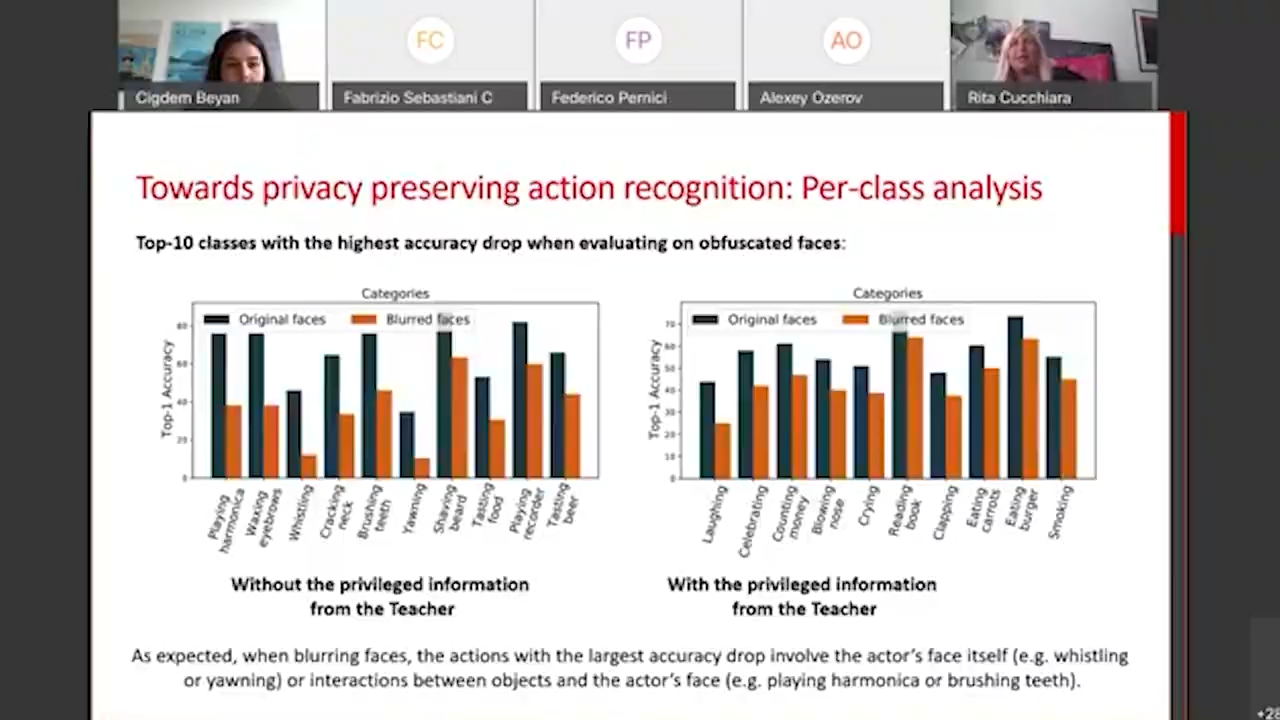 FC
FP
AO
Cigdem Beyan
Fabrizio Sebastiani C
Federico Pernici
Alexey Ozerov
Rita Cucchiara
Towards privacy preserving action recognition: Per-class analysis
Top-10 classes with the highest accuracy drop when evaluating on obfuscated faces:
Categories
Original faces
Blurred faces
Top-1 Accuracy
80
60
40
20
0
Playing
harmonica
Waxing
eyebrows
Whistling
Cracking
neck
Brushing
teeth
Yawning
Shaving
beard
Tasting
food
Playing
recorder
Tasting
beer
Without the privileged information
from the Teacher
Categories
Original faces
Blurred faces
Top-1 Accuracy
70
60
50
40
30
20
10
0
Laughing
Celebrating
Counting
money
Blowing
nose
Crying
Reading
book
Clapping
Eating
carrots
Eating
burger
Smoking
With the privileged information
from the Teacher
As expected, when blurring faces, the actions with the largest accuracy drop involve the actor's face itself (e.g. whistling
or yawning) or interactions between objects and the actor's face (e.g. playing harmonica or brushing teeth).